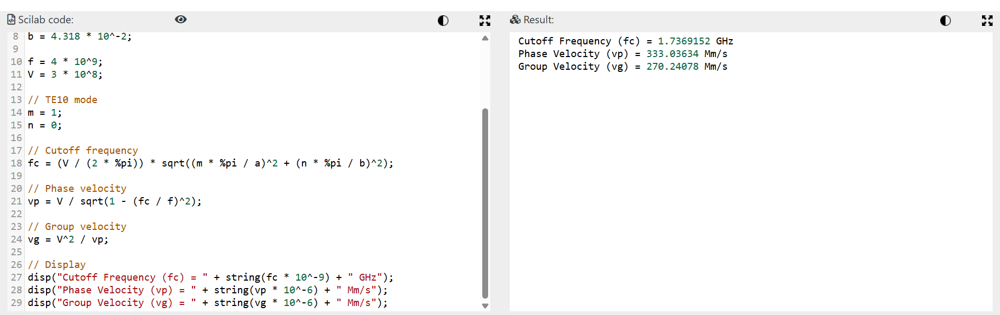 Scilab code:
8 b = 4.318 * 10^-2;
9
10 f = 4 * 10^9;
11 V = 3 * 10^8;
12
13 // TE10 mode
14 m = 1;
15 n = 0;
16
17 // Cutoff frequency
18 fc = (V / (2 * %pi)) * sqrt((m * %pi / a)^2 + (n * %pi / b)^2);
19
20 // Phase velocity
21 vp = V / sqrt(1 - (fc / f)^2);
22
23 // Group velocity
24 vg = V^2 / vp;
25
26 // Display
27 disp("Cutoff Frequency (fc) = " + string(fc * 10^-9) + " GHz");
28 disp("Phase Velocity (vp) = " + string(vp * 10^-6) + " Mm/s");
29 disp("Group Velocity (vg) = " + string(vg * 10^-6) + " Mm/s");
Result:
Cutoff Frequency (fc) = 1.7369152 GHz
Phase Velocity (vp) = 333.03634 Mm/s
Group Velocity (vg) = 270.24078 Mm/s